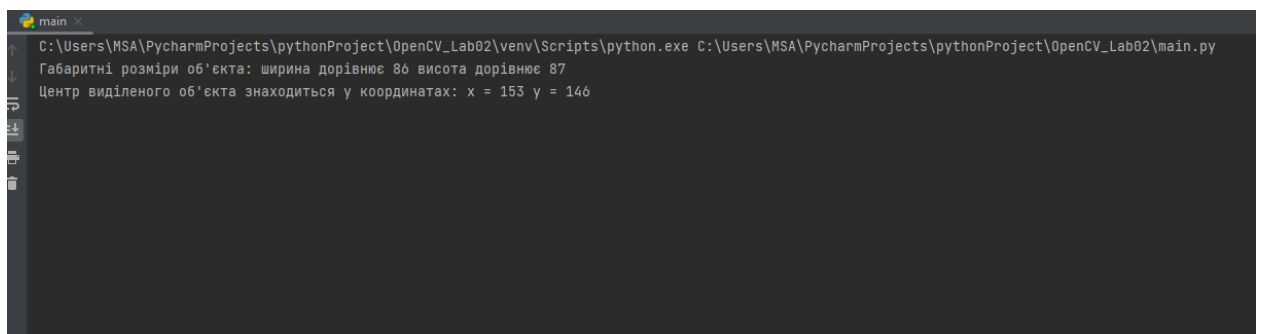 main
C:\Users\MSA\PycharmProjects\pythonProject\OpenCV_Lab02\venv\Scripts\python.exe C:\Users\MSA\PycharmProjects\pythonProject\OpenCV_Lab02\main.py
Габаритні розміри об'єкта: ширина дорівнює 86 висота дорівнює 87
Центр виділеного об'єкта знаходиться у координатах: x = 153 y = 146